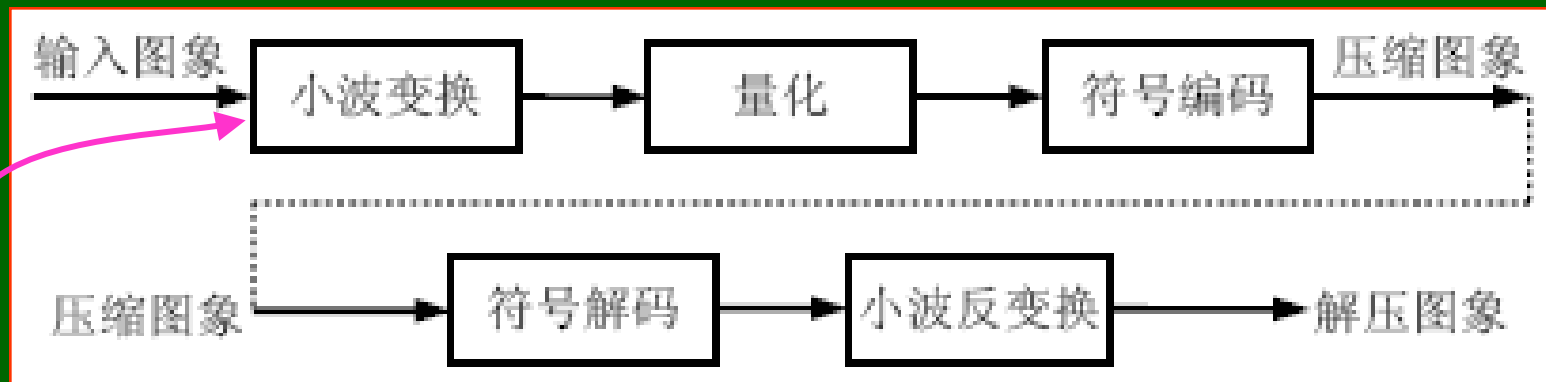 输入图象
小波变换
量化
符号编码
压缩图象
压缩图象
符号解码
小波反变换
解压图象